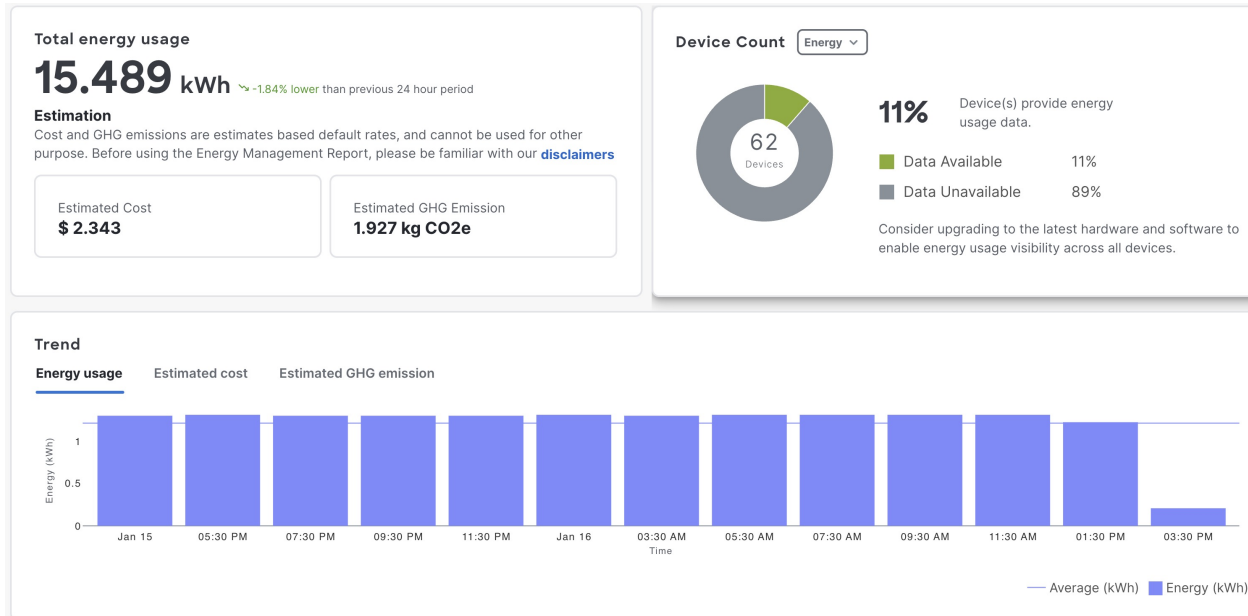 Total energy usage
15.489 kWh -1.84% lower than previous 24 hour period
Estimation
Cost and GHG emissions are estimates based default rates, and cannot be used for other
purpose. Before using the Energy Management Report, please be familiar with our disclaimers
Estimated Cost
$ 2.343
Estimated GHG Emission
1.927 kg CO2e
Device Count Energy
62
Devices
11% Device(s) provide energy
usage data.
Data Available 11%
Data Unavailable 89%
Consider upgrading to the latest hardware and software to
enable energy usage visibility across all devices.
Trend
Energy usage Estimated cost Estimated GHG emission
Energy (kWh)
1
0.5
0
Jan 15 05:30 PM 07:30 PM 09:30 PM 11:30 PM Jan 16 03:30 AM 05:30 AM 07:30 AM 09:30 AM 11:30 AM 01:30 PM 03:30 PM
Time
Average (kWh) Energy (kWh)